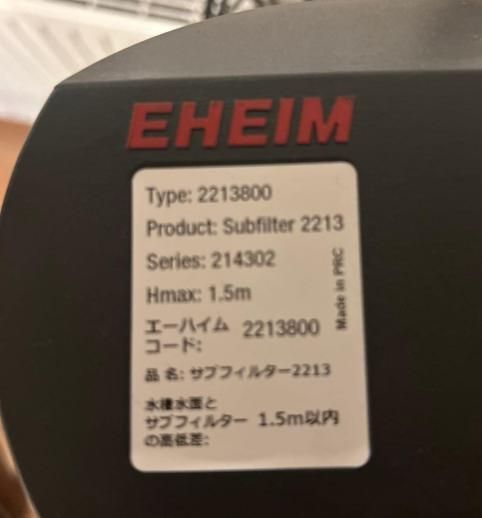 EHEIM
Type: 2213800
Product: Subfilter 2213
Series: 214302
Hmax: 1.5m
Made in PRC
エーハイム 2213800
コード:
品 名: サブフィルター2213
水槽水面と
サブフィルター 1.5m以内
の高低差: